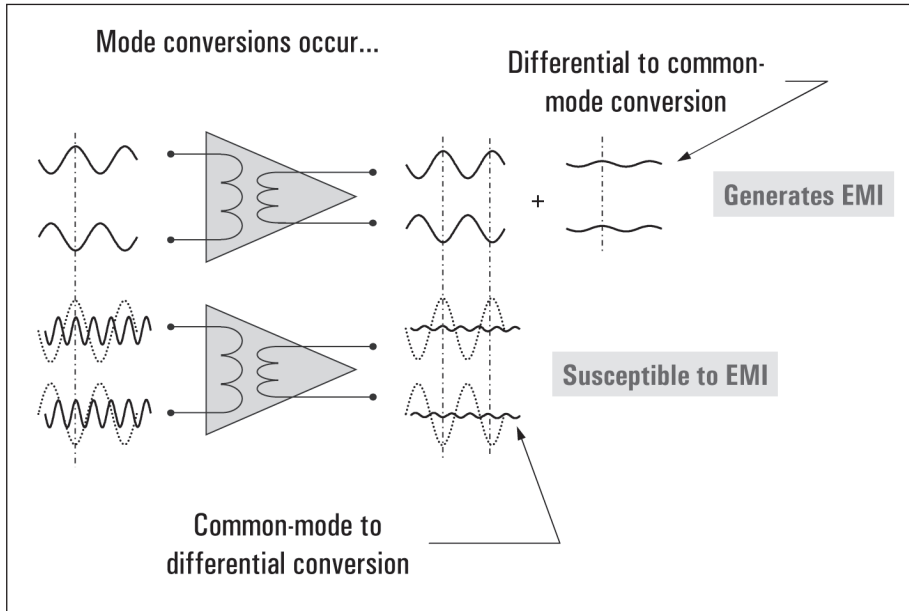 Mode conversions occur...
Differential to common-
mode conversion
+
Generates EMI
Susceptible to EMI
Common-mode to
differential conversion